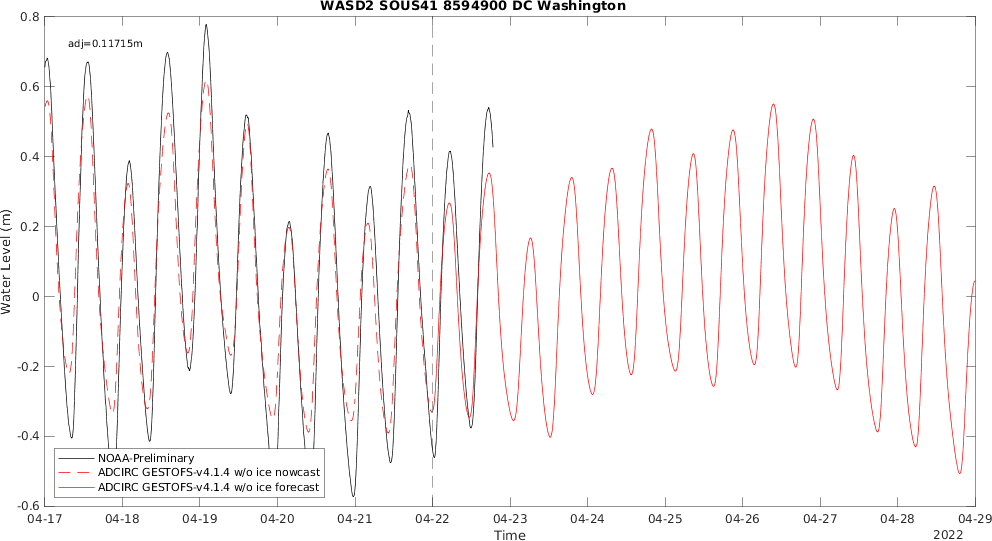 WASD2 SOUS41 8594900 DC Washington
adj=0.11715m
0.8
0.6
0.4
0.2
0
-0.2
-0.4
-0.6
Water Level (m)
NOAA-Preliminary
ADCIRC GESTOFS-v4.1.4 w/o ice nowcast
ADCIRC GESTOFS-v4.1.4 w/o ice forecast
04-17 04-18 04-19 04-20 04-21 04-22 04-23 04-24 04-25 04-26 04-27 04-28 04-29
Time
2022